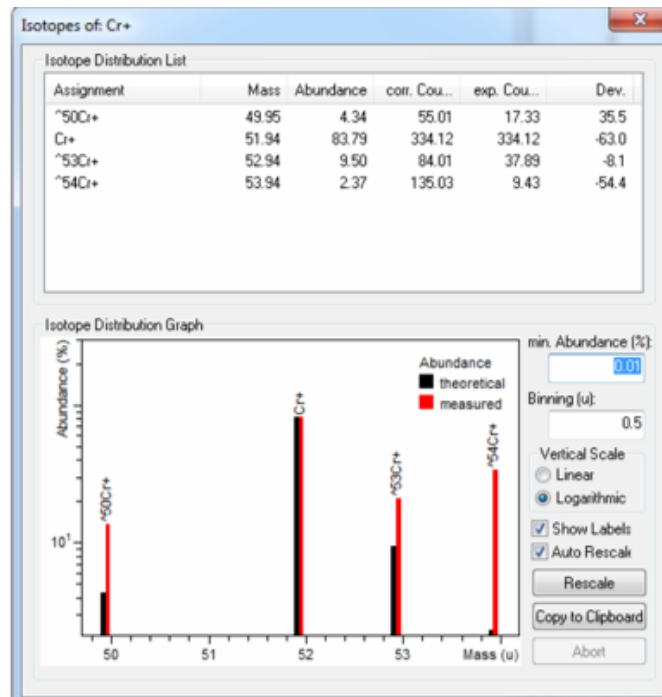 Isotopes of: Cr+
Isotope Distribution List
Assignment Mass Abundance corr. Cou... exp. Cou... Dev.
^50Cr+ 49.95 4.34 55.01 17.33 35.5
Cr+ 51.94 83.79 334.12 334.12 -63.0
^53Cr+ 52.94 9.50 84.01 37.89 -8.1
^54Cr+ 53.94 2.37 135.03 9.43 -54.4
Isotope Distribution Graph
Abundance (%)
10¹
^50Cr+
Cr+
^53Cr+
^54Cr+
Abundance
theoretical
measured
50 51 52 53 Mass (u)
min. Abundance (%):
0.01
Binning (u):
0.5
Vertical Scale
Linear
Logarithmic
Show Labels
Auto Rescale
Rescale
Copy to Clipboard
Abort